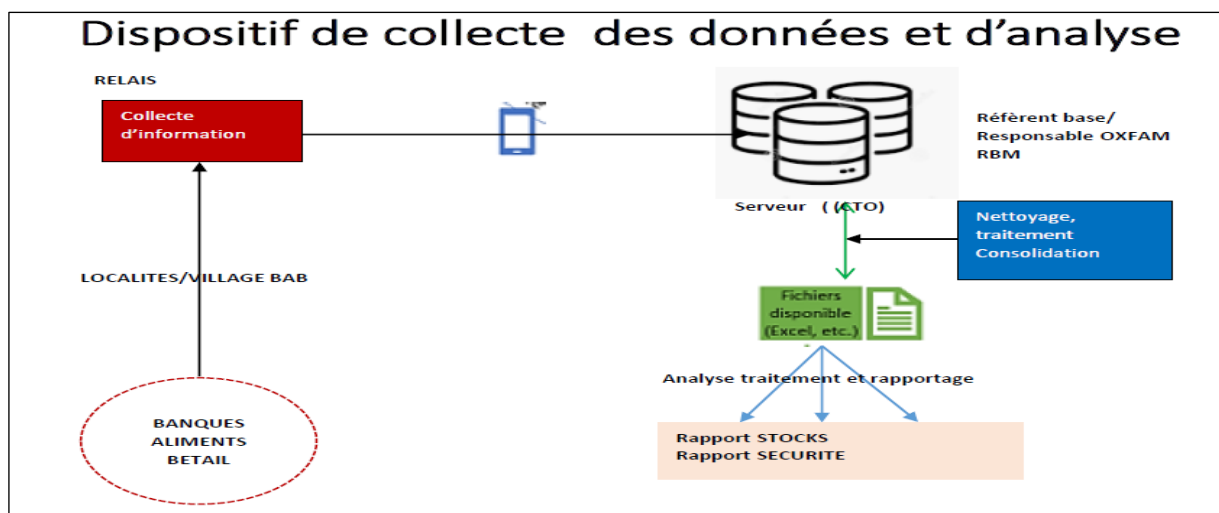 Dispositif de collecte des données et d'analyse
RELAIS
Collecte
d'information
Réfèrent base/
Responsable OXFAM
RBM
Serveur ( (CTO)
Nettoyage,
traitement
Consolidation
LOCALITES/VILLAGE BAB
Fichiers
disponible
(Excel, etc.)
Analyse traitement et rapportage
BANQUES
ALIMENTS
BETAIL
Rapport STOCKS
Rapport SECURITE